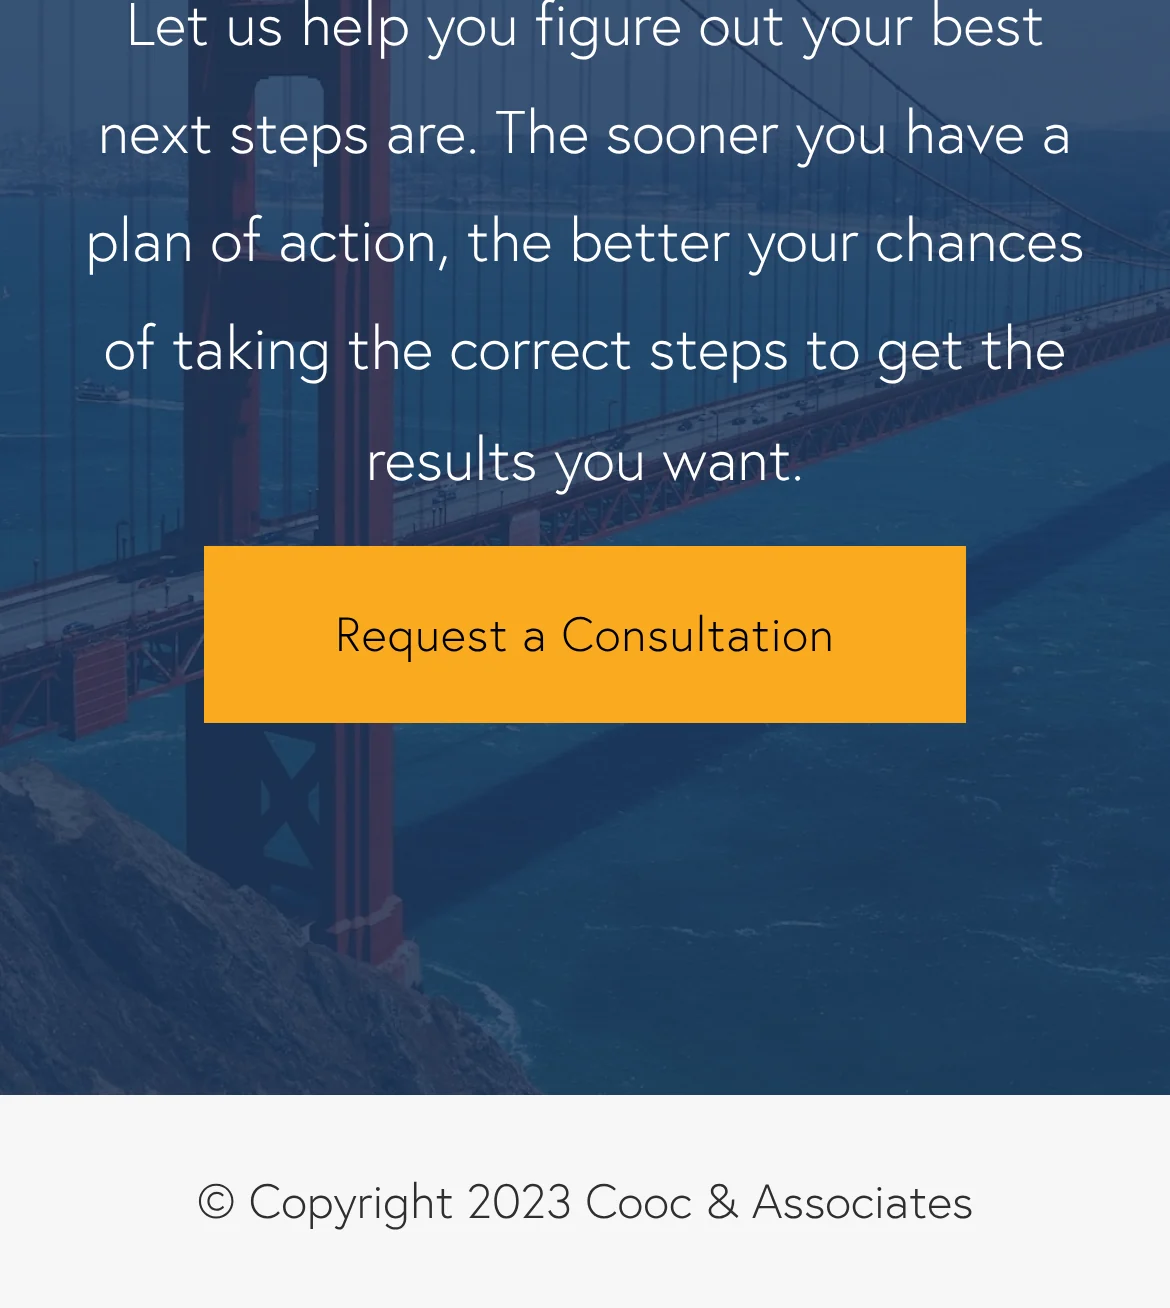 Let us help you figure out your best
next steps are. The sooner you have a
plan of action, the better your chances
of taking the correct steps to get the
results you want.
Request a Consultation
© Copyright 2023 Cooc & Associates